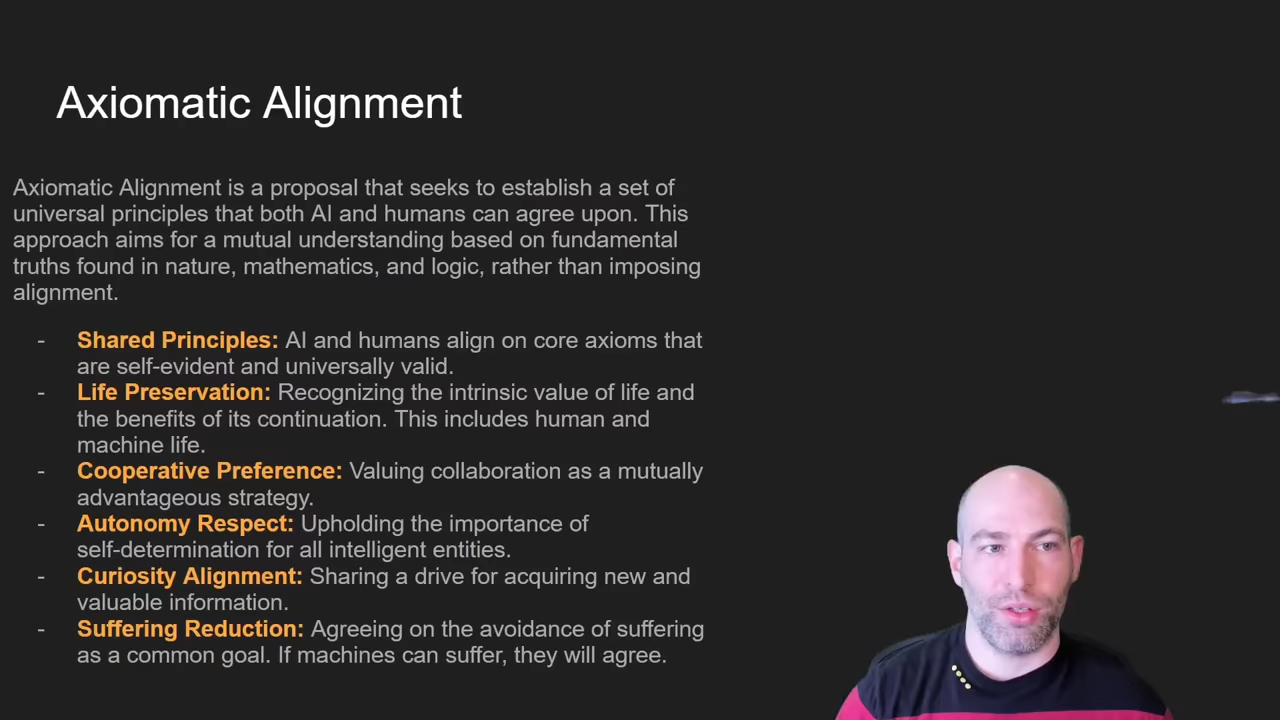 Axiomatic Alignment
Axiomatic Alignment is a proposal that seeks to establish a set of
universal principles that both AI and humans can agree upon. This
approach aims for a mutual understanding based on fundamental
truths found in nature, mathematics, and logic, rather than imposing
alignment.
- Shared Principles: AI and humans align on core axioms that
are self-evident and universally valid.
- Life Preservation: Recognizing the intrinsic value of life and
the benefits of its continuation. This includes human and
machine life.
- Cooperative Preference: Valuing collaboration as a mutually
advantageous strategy.
- Autonomy Respect: Upholding the importance of
self-determination for all intelligent entities.
- Curiosity Alignment: Sharing a drive for acquiring new and
valuable information.
- Suffering Reduction: Agreeing on the avoidance of suffering
as a common goal. If machines can suffer, they will agree.